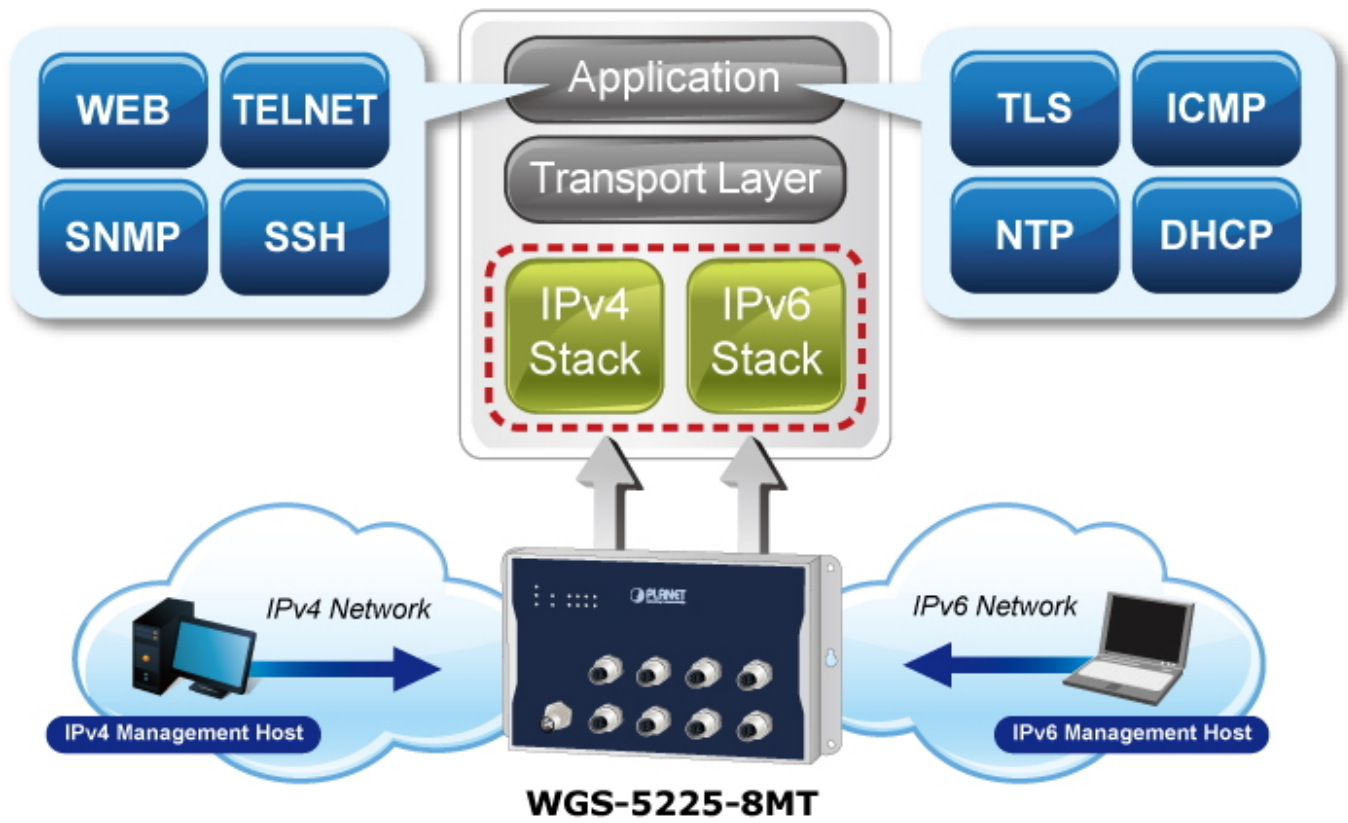 WEB
TELNET
SNMP
SSH
Application
Transport Layer
IPv4
Stack
IPv6
Stack
TLS
ICMP
NTP
DHCP
IPv4 Network
IPv4 Management Host
PLANET
IPv6 Network
IPv6 Management Host
WGS-5225-8MT